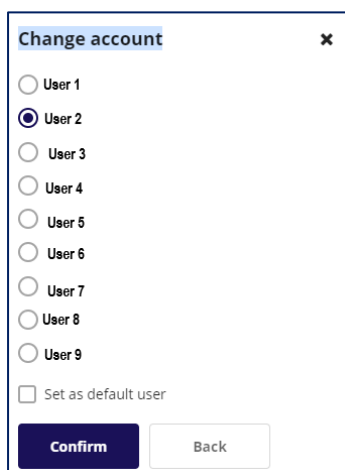 Change account
User 1
User 2
User 3
User 4
User 5
User 6
User 7
User 8
User 9
Set as default user
Confirm Back